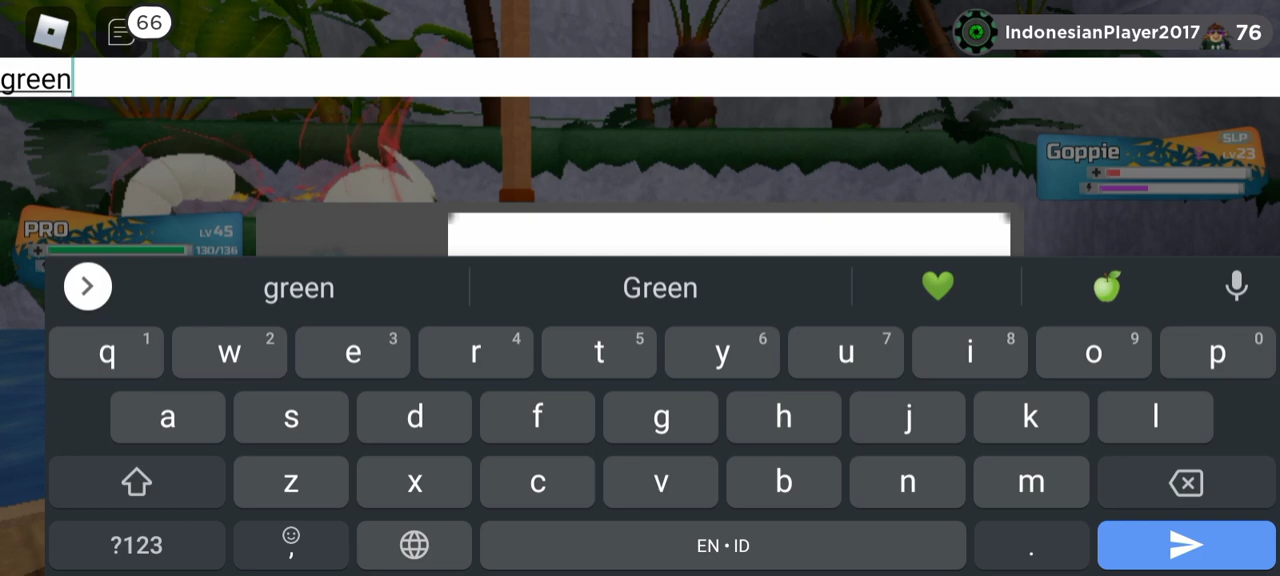 66
IndonesianPlayer2017 76
green
SLP
Goppie LV23
PRO LV45
130/136
green Green
q 1 w 2 e 3 r 4 t 5 y 6 u 7 i 8 o 9 p 0
a s d f g h j k l
z x c v b n m
?123 , EN • ID .